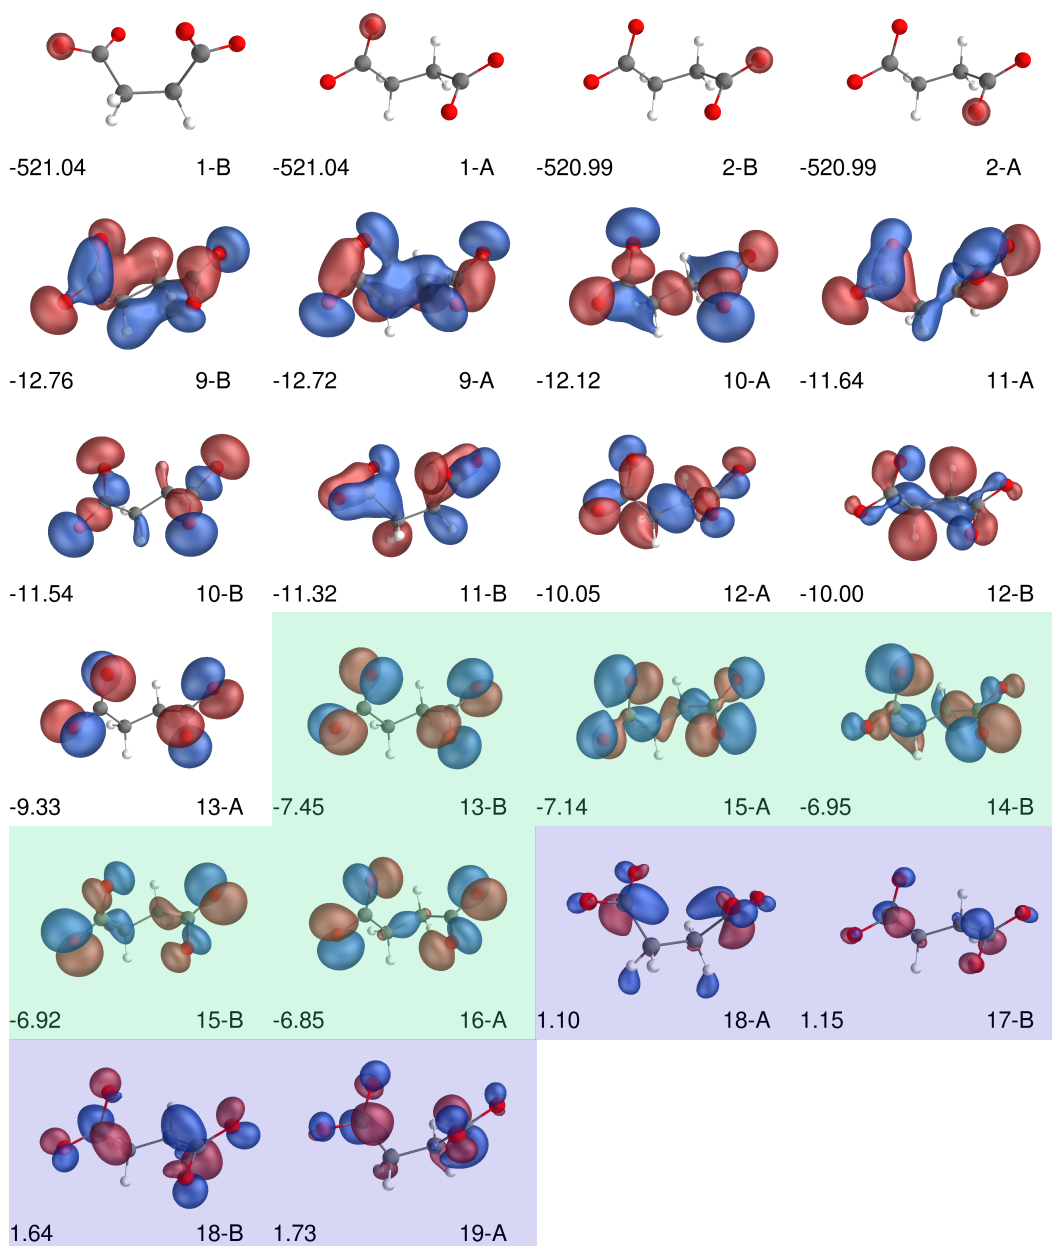 -521.04 1-B -521.04 1-A -520.99 2-B -520.99 2-A
-12.76 9-B -12.72 9-A -12.12 10-A -11.64 11-A
-11.54 10-B -11.32 11-B -10.05 12-A -10.00 12-B
-9.33 13-A -7.45 13-B -7.14 15-A -6.95 14-B
-6.92 15-B -6.85 16-A 1.10 18-A 1.15 17-B
1.64 18-B 1.73 19-A